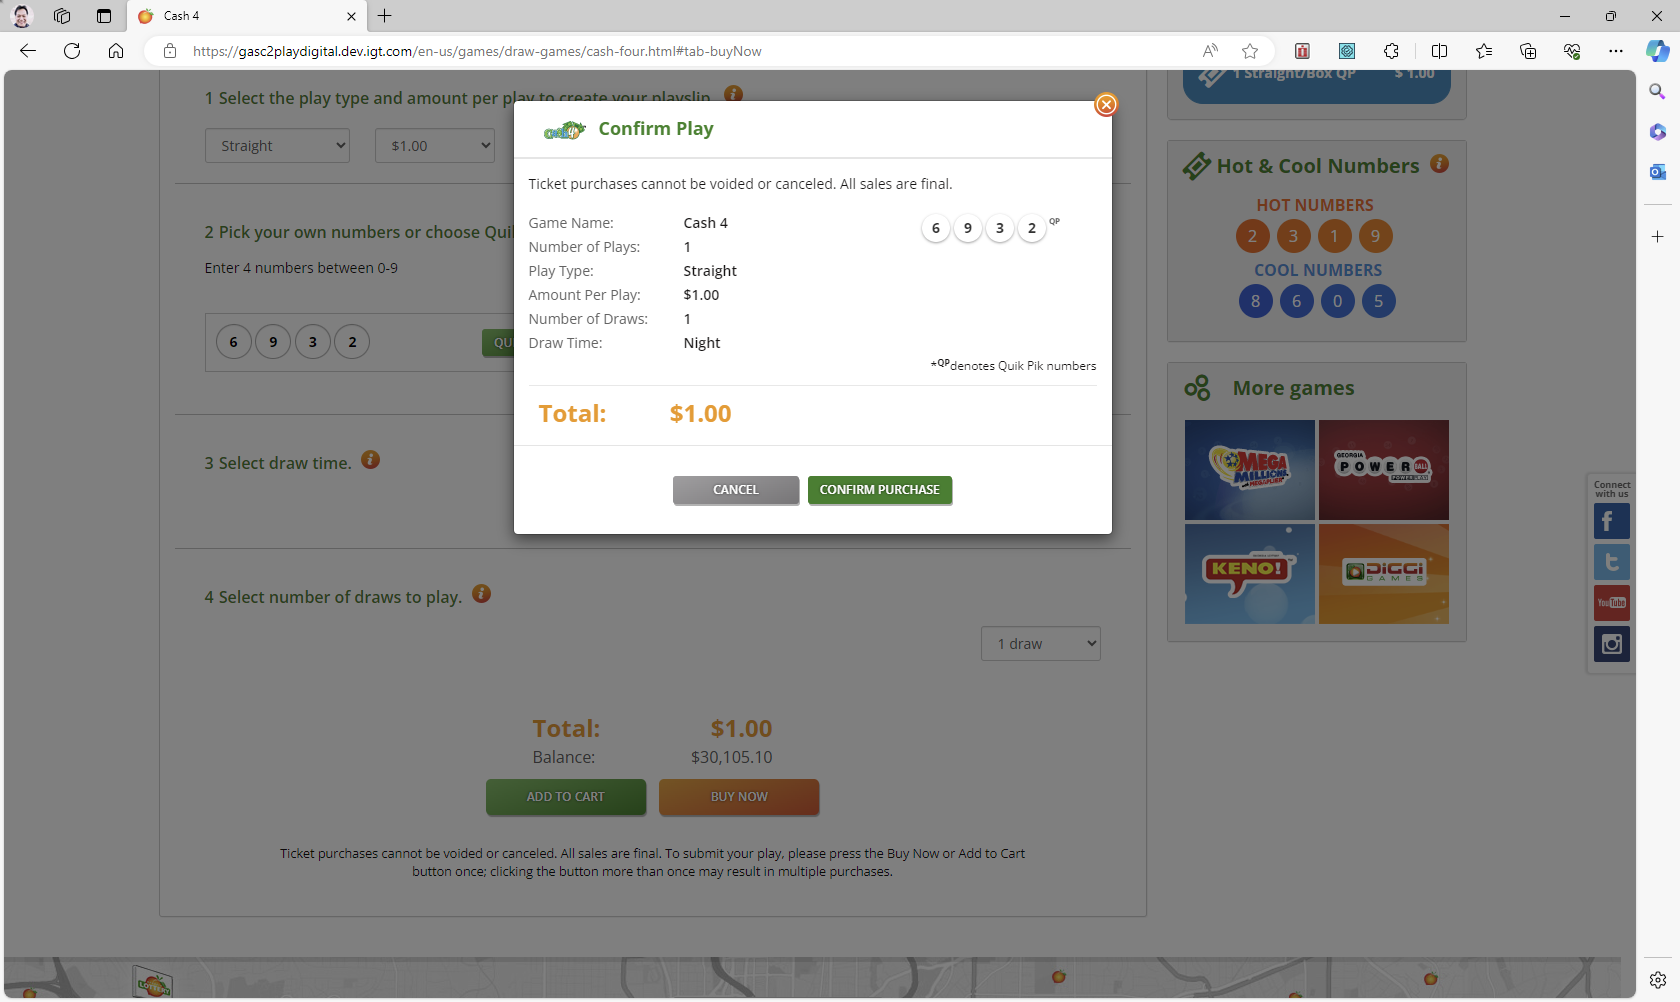 Cash 4
https://gasc2playdigital.dev.igt.com/en-us/games/draw-games/cash-four.html#tab-buyNow
1 Select the play type and amount per play to create your playslip.
Straight
$1.00
2 Pick your own numbers or choose Qui
Enter 4 numbers between 0-9
6 9 3 2
QU
3 Select draw time.
4 Select number of draws to play.
1 draw
Total: $1.00
Balance: $30,105.10
ADD TO CART
BUY NOW
Ticket purchases cannot be voided or canceled. All sales are final. To submit your play, please press the Buy Now or Add to Cart
button once; clicking the button more than once may result in multiple purchases.
Confirm Play
Ticket purchases cannot be voided or canceled. All sales are final.
Game Name: Cash 4
Number of Plays: 1
Play Type: Straight
Amount Per Play: $1.00
Number of Draws: 1
Draw Time: Night
6 9 3 2 QP
*QPdenotes Quik Pik numbers
Total: $1.00
CANCEL
CONFIRM PURCHASE
1 Straight/Box QP $ 1.00
Hot & Cool Numbers
HOT NUMBERS
2 3 1 9
COOL NUMBERS
8 6 0 5
More games
MEGA
MILLIONS
MEGAPLIER
GEORGIA
POWERBALL
POWER PLAY
KENO!
DIGGI
GAMES
Connect
with us
YouTube
LOTTERY